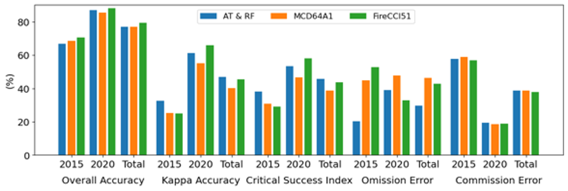 AT & RF MCD64A1 FireCCI51
80
60
40
20
0
(%)
2015 2020 Total 2015 2020 Total 2015 2020 Total 2015 2020 Total 2015 2020 Total
Overall Accuracy Kappa Accuracy Critical Success Index Omission Error Commission Error